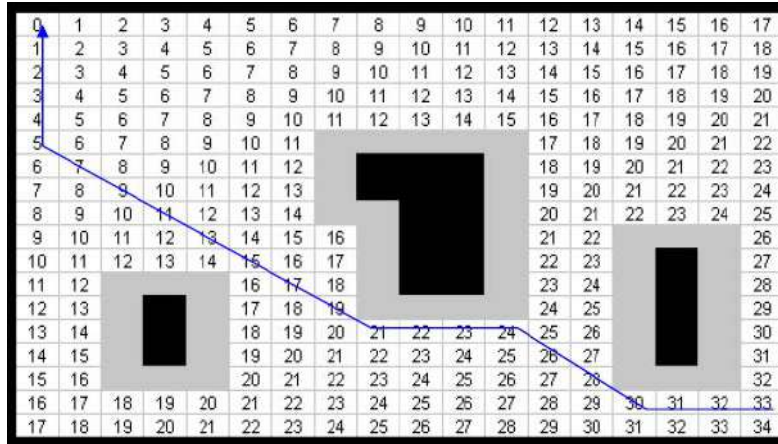 0 1 2 3 4 5 6 7 8 9 10 11 12 13 14 15 16 17
1 2 3 4 5 6 7 8 9 10 11 12 13 14 15 16 17 18
2 3 4 5 6 7 8 9 10 11 12 13 14 15 16 17 18 19
3 4 5 6 7 8 9 10 11 12 13 14 15 16 17 18 19 20
4 5 6 7 8 9 10 11 12 13 14 15 16 17 18 19 20 21
5 6 7 8 9 10 11 17 18 19 20 21 22
6 7 8 9 10 11 12 18 19 20 21 22 23
7 8 9 10 11 12 13 19 20 21 22 23 24
8 9 10 11 12 13 14 20 21 22 23 24 25
9 10 11 12 13 14 15 16 21 22 26
10 11 12 13 14 15 16 17 22 23 27
11 12 16 17 18 23 24 28
12 13 17 18 19 24 25 29
13 14 18 19 20 21 22 23 24 25 26 30
14 15 19 20 21 22 23 24 25 26 27 31
15 16 20 21 22 23 24 25 26 27 28 32
16 17 18 19 20 21 22 23 24 25 26 27 28 29 30 31 32 33
17 18 19 20 21 22 23 24 25 26 27 28 29 30 31 32 33 34